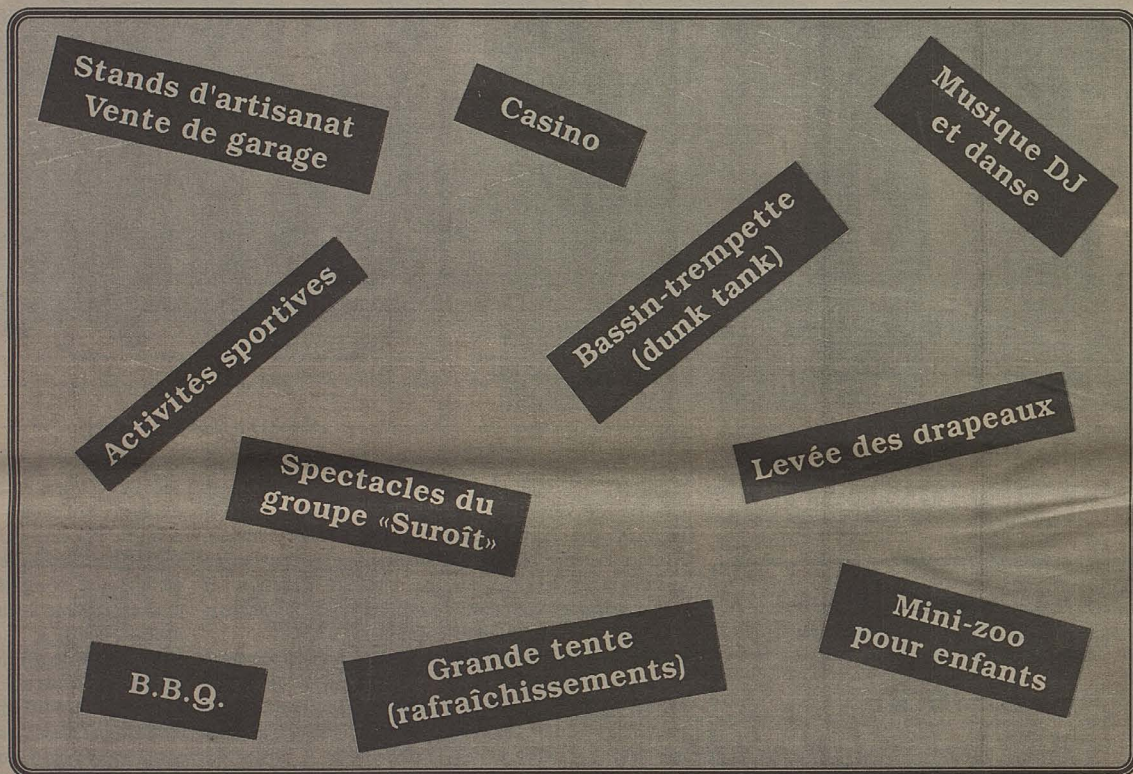 Stands d'artisanat
Vente de garage
Casino
Musique DJ
et danse
Bassin-trempette
(dunk tank)
Activités sportives
Levée des drapeaux
Spectacles du
groupe «Suroît»
Mini-zoo
pour enfants
Grande tente
(rafraîchissements)
B.B.Q.